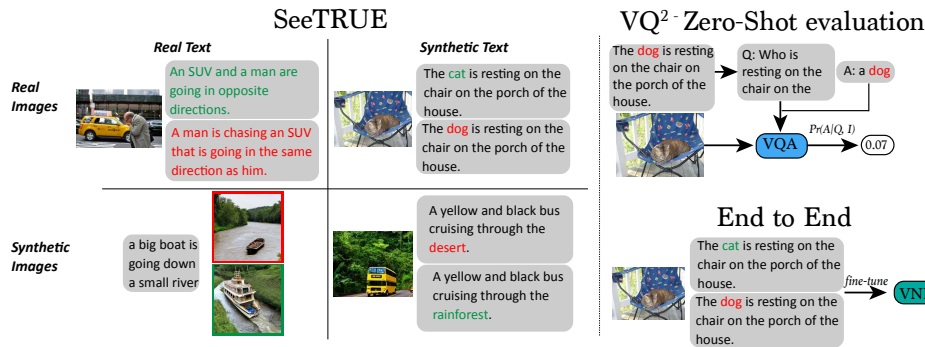 SeeTRUE
Real Text
Synthetic Text
Real
Images
An SUV and a man are
going in opposite
directions.
A man is chasing an SUV
that is going in the same
direction as him.
The cat is resting on the
chair on the porch of the
house.
The dog is resting on the
chair on the porch of the
house.
Synthetic
Images
a big boat is
going down
a small river
A yellow and black bus
cruising through the
desert.
A yellow and black bus
cruising through the
rainforest.
VQ² - Zero-Shot evaluation
The dog is resting
on the chair on the
porch of the
house.
Q: Who is
resting on the
chair on the
A: a dog
VQA
Pr(A|Q, I)
0.07
End to End
The cat is resting on the
chair on the porch of the
house.
The dog is resting on the
chair on the porch of the
house.
fine-tune